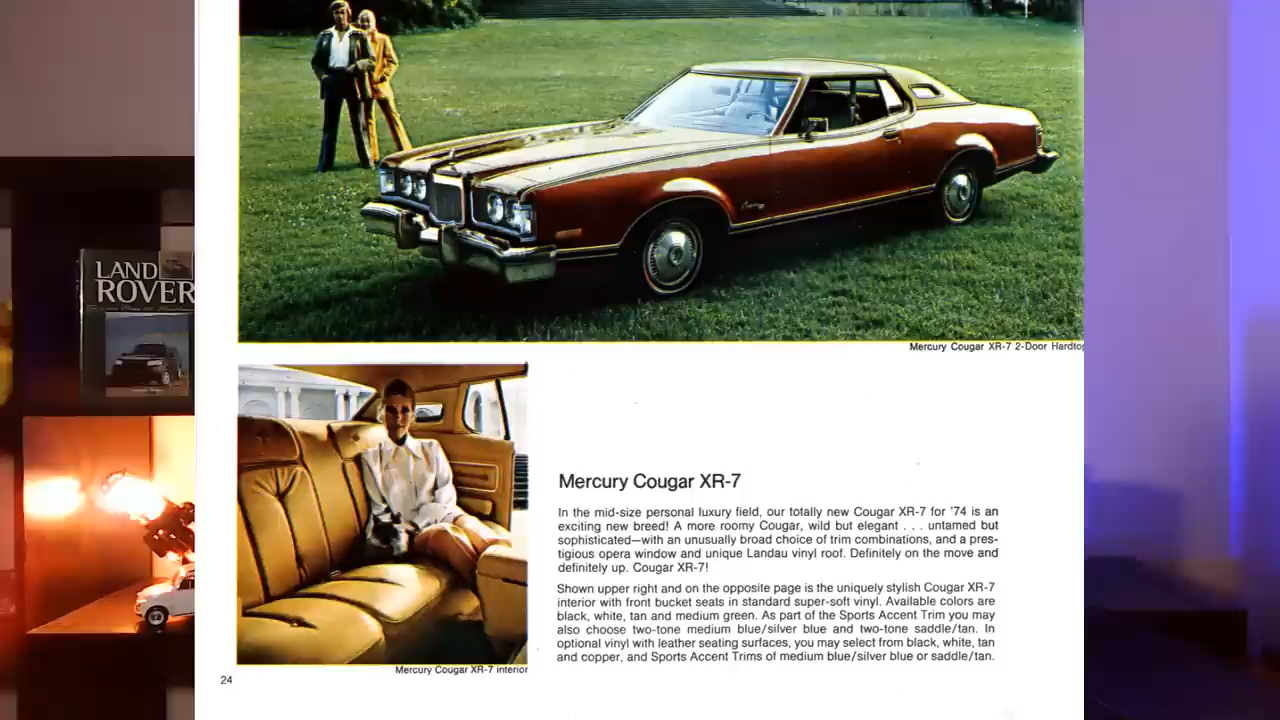 LAND
ROVER
Mercury Cougar XR-7 2-Door Hardto
Mercury Cougar XR-7
In the mid-size personal luxury field, our totally new Cougar XR-7 for '74 is an
exciting new breed! A more roomy Cougar, wild but elegant . . . untamed but
sophisticated—with an unusually broad choice of trim combinations, and a pres-
tigious opera window and unique Landau vinyl roof. Definitely on the move and
definitely up. Cougar XR-7!
Shown upper right and on the opposite page is the uniquely stylish Cougar XR-7
interior with front bucket seats in standard super-soft vinyl. Available colors are
black, white, tan and medium green. As part of the Sports Accent Trim you may
also choose two-tone medium blue/silver blue and two-tone saddle/tan. In
optional vinyl with leather seating surfaces, you may select from black, white, tan
and copper, and Sports Accent Trims of medium blue/silver blue or saddle/tan.
Mercury Cougar XR-7 interior
24